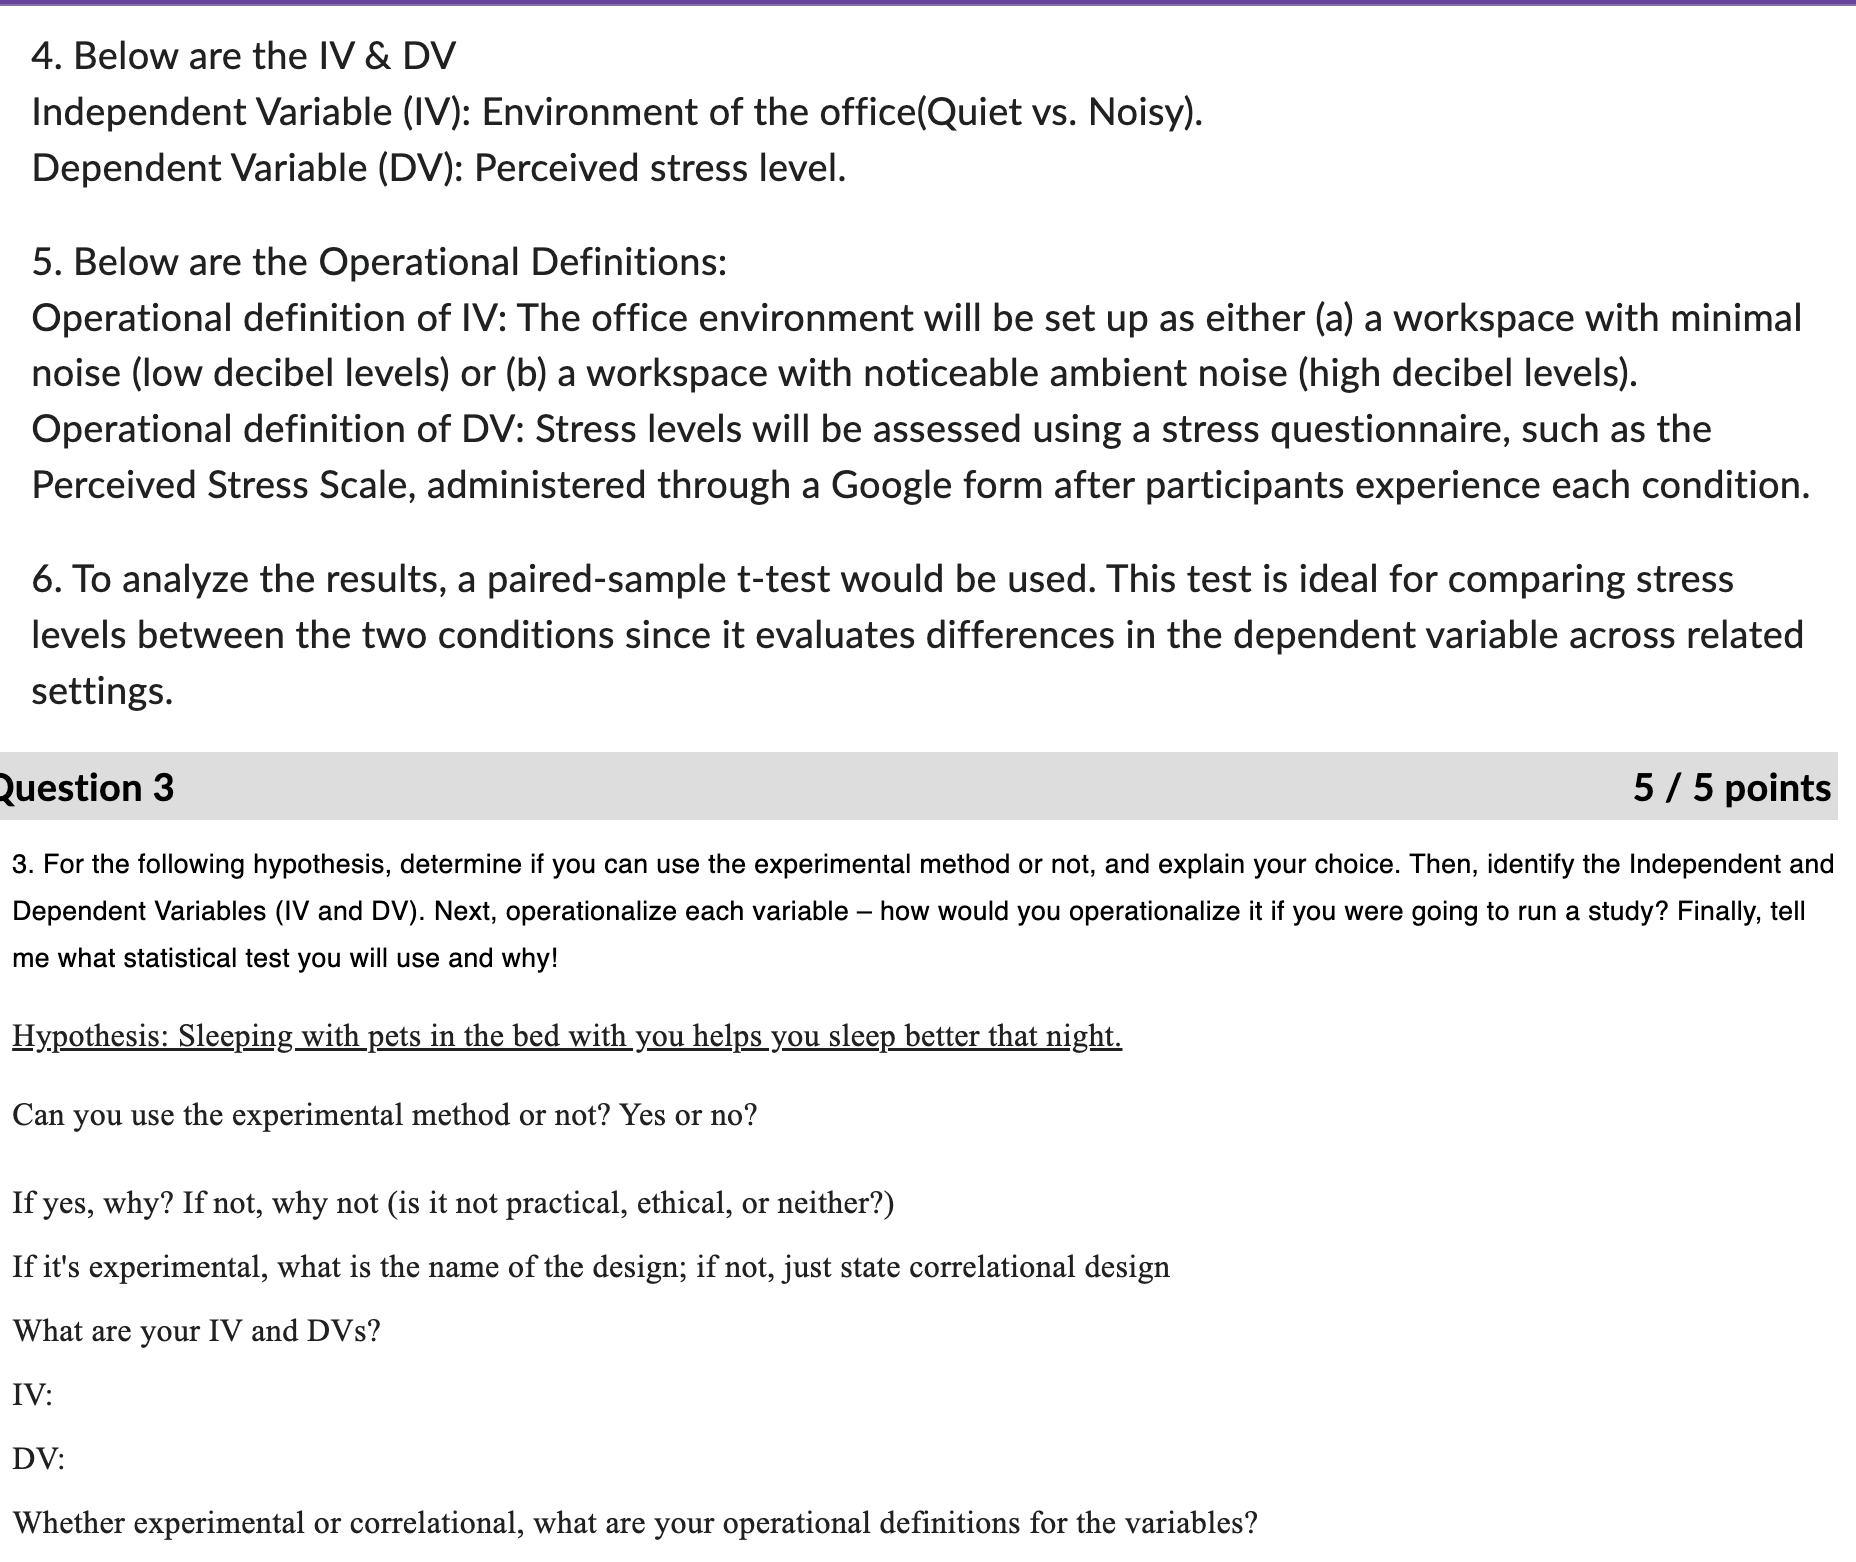 4. Below are the IV & DV
Independent Variable (IV): Environment of the office(Quiet vs. Noisy).
Dependent Variable (DV): Perceived stress level.
5. Below are the Operational Definitions:
Operational definition of IV: The office environment will be set up as either (a) a workspace with minimal
noise (low decibel levels) or (b) a workspace with noticeable ambient noise (high decibel levels).
Operational definition of DV: Stress levels will be assessed using a stress questionnaire, such as the
Perceived Stress Scale, administered through a Google form after participants experience each condition.
6. To analyze the results, a paired-sample t-test would be used. This test is ideal for comparing stress
levels between the two conditions since it evaluates differences in the dependent variable across related
settings.
Question 3 5 / 5 points
3. For the following hypothesis, determine if you can use the experimental method or not, and explain your choice. Then, identify the Independent and
Dependent Variables (IV and DV). Next, operationalize each variable – how would you operationalize it if you were going to run a study? Finally, tell
me what statistical test you will use and why!
Hypothesis: Sleeping with pets in the bed with you helps you sleep better that night.
Can you use the experimental method or not? Yes or no?
If yes, why? If not, why not (is it not practical, ethical, or neither?)
If it's experimental, what is the name of the design; if not, just state correlational design
What are your IV and DVs?
IV:
DV:
Whether experimental or correlational, what are your operational definitions for the variables?